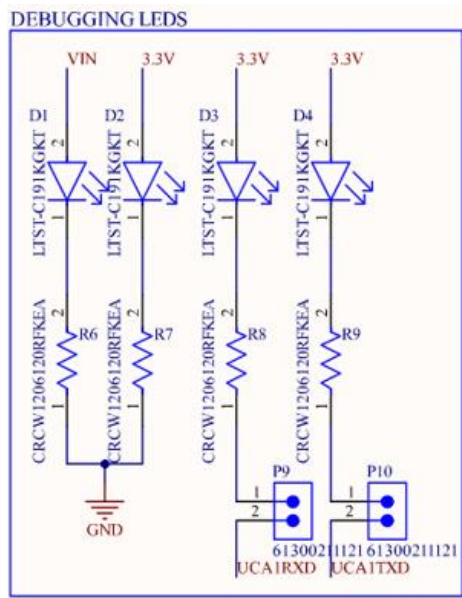 DEBUGGING LEDS
VIN 3.3V 3.3V 3.3V
D1 D2 D3 D4
2 2 2 2
LTST-C191KGKT LTST-C191KGKT LTST-C191KGKT LTST-C191KGKT
1 1 1 1
2 2 2 2
R6 R7 R8 R9
CRCW1206120RFKEA CRCW1206120RFKEA CRCW1206120RFKEA CRCW1206120RFKEA
1 1 1 1
P9 P10
1 1
2 2
GND
61300211121 61300211121
UCA1RXD UCA1TXD